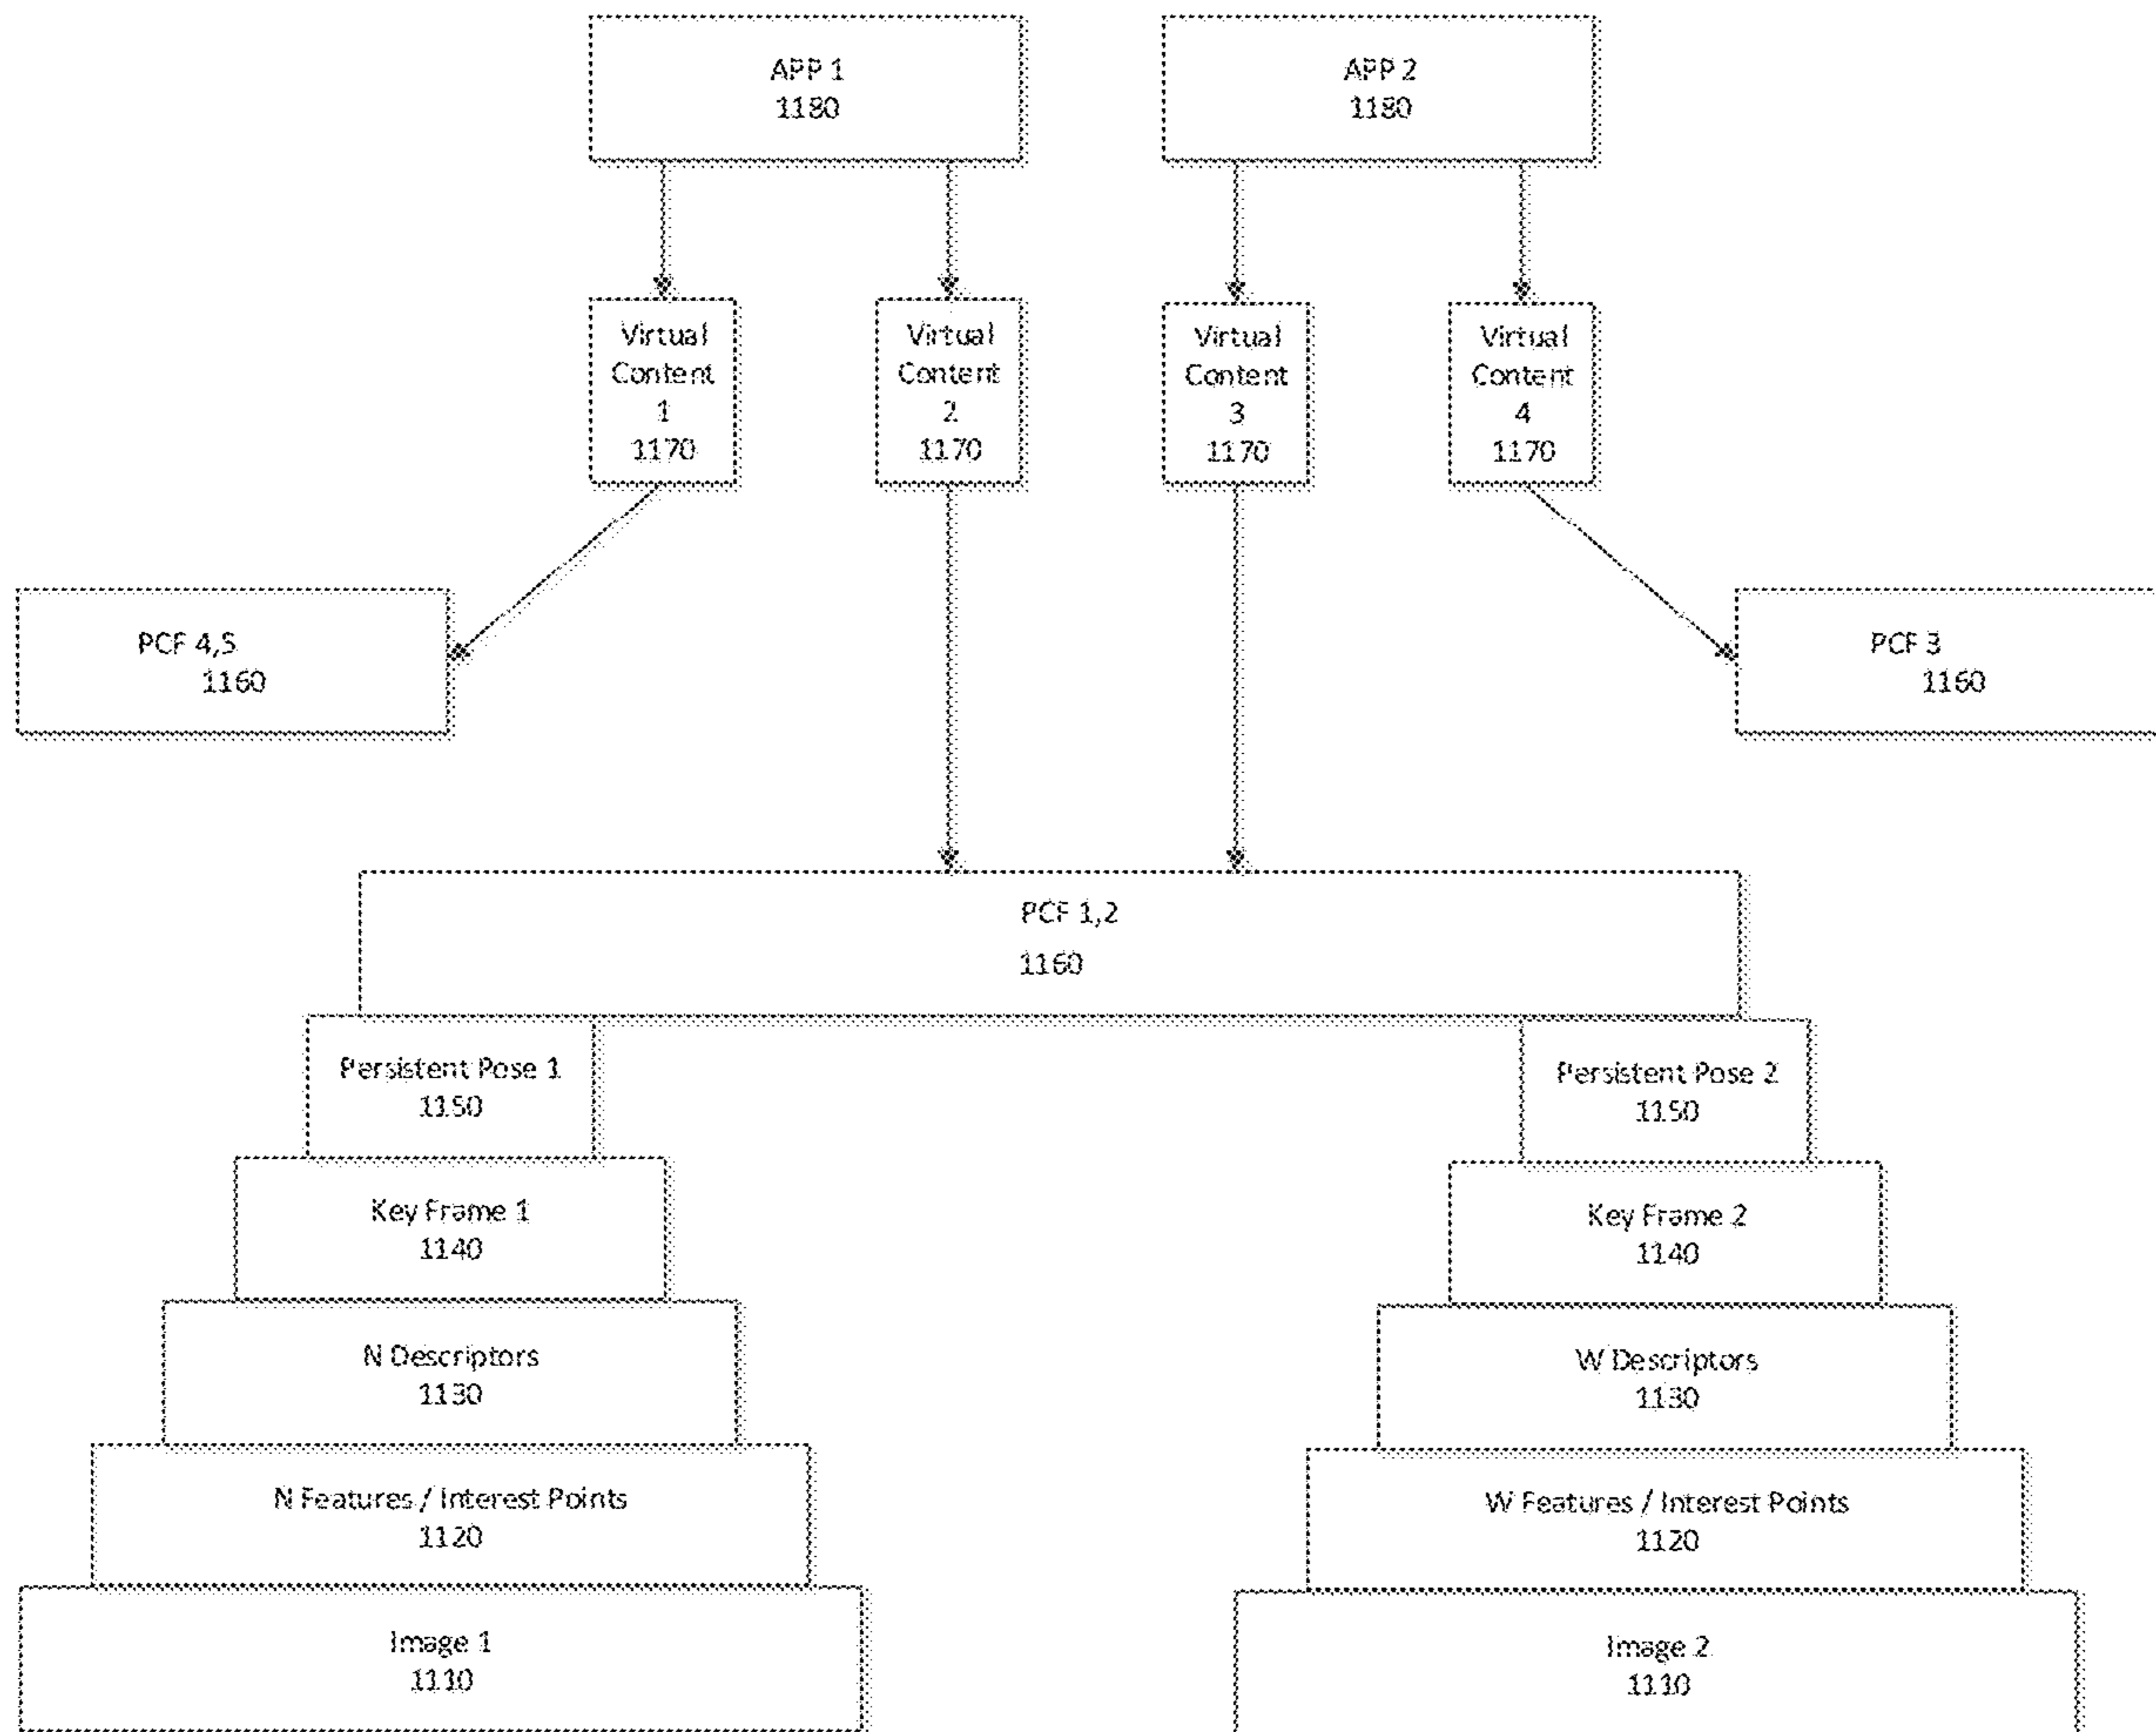 APP 1
1180
APP 2
1180
Virtual
Content
1
1170
Virtual
Content
2
1170
Virtual
Content
3
1170
Virtual
Content
4
1170
PCF 4,5
1160
PCF 3
1160
PCF 1,2
1160
Persistent Pose 1
1150
Persistent Pose 2
1150
Key Frame 1
1140
Key Frame 2
1140
N Descriptors
1130
W Descriptors
1130
N Features / Interest Points
1120
W Features / Interest Points
1120
Image 1
1110
Image 2
1110